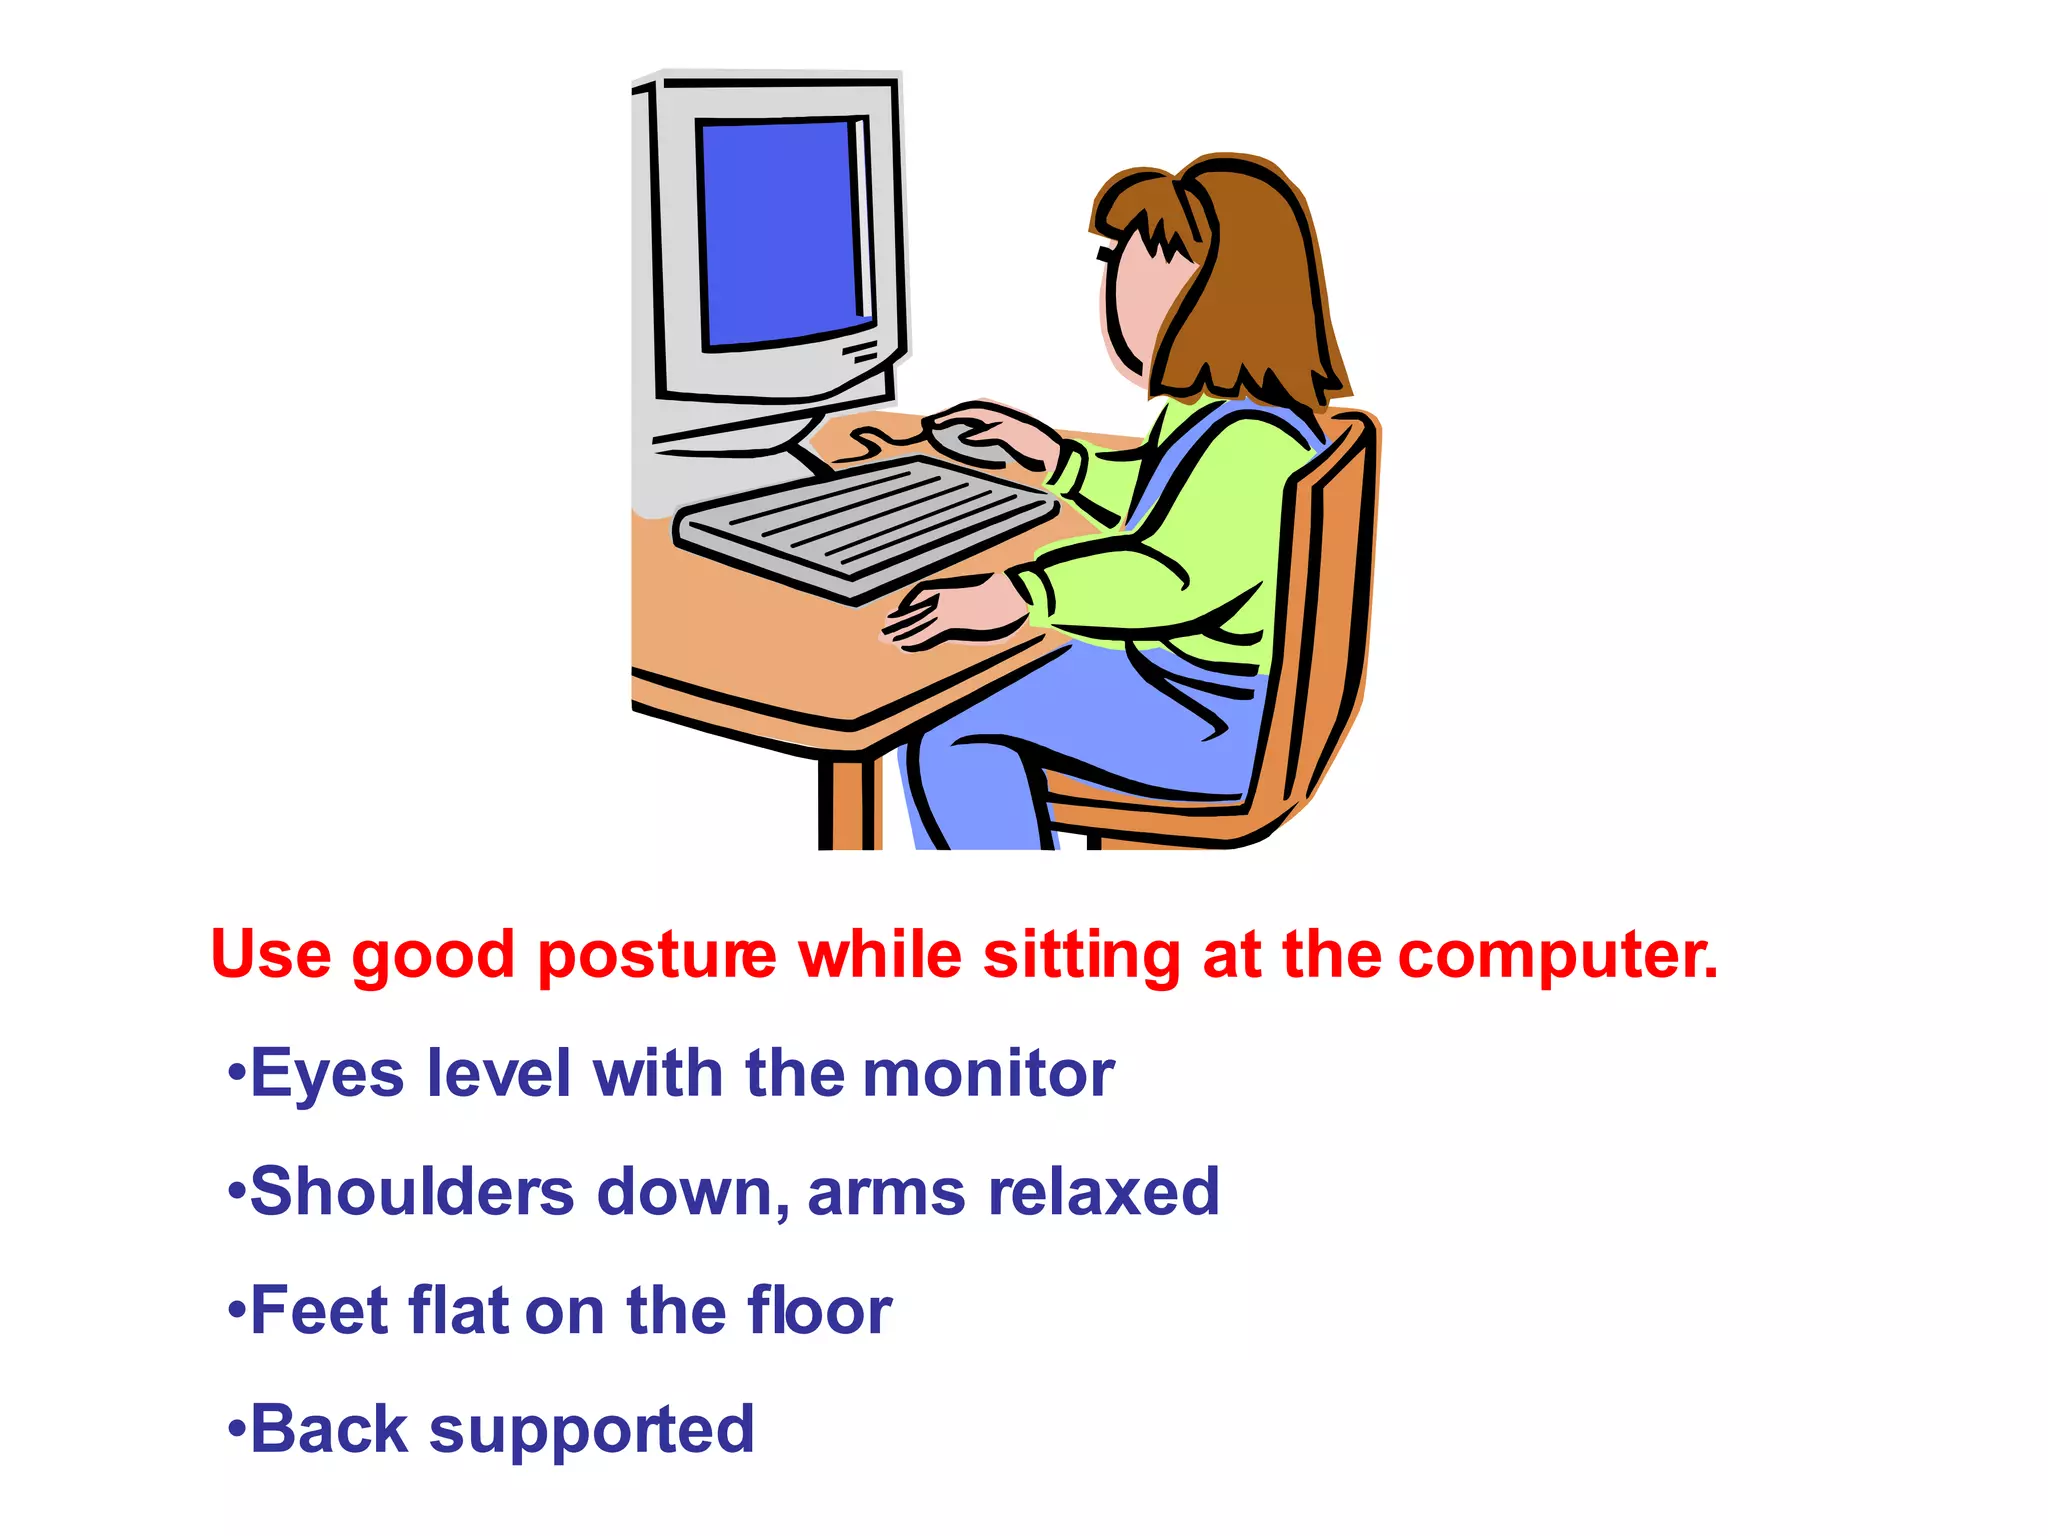 Use good posture while sitting at the computer.
•Eyes level with the monitor
•Shoulders down, arms relaxed
•Feet flat on the floor
•Back supported